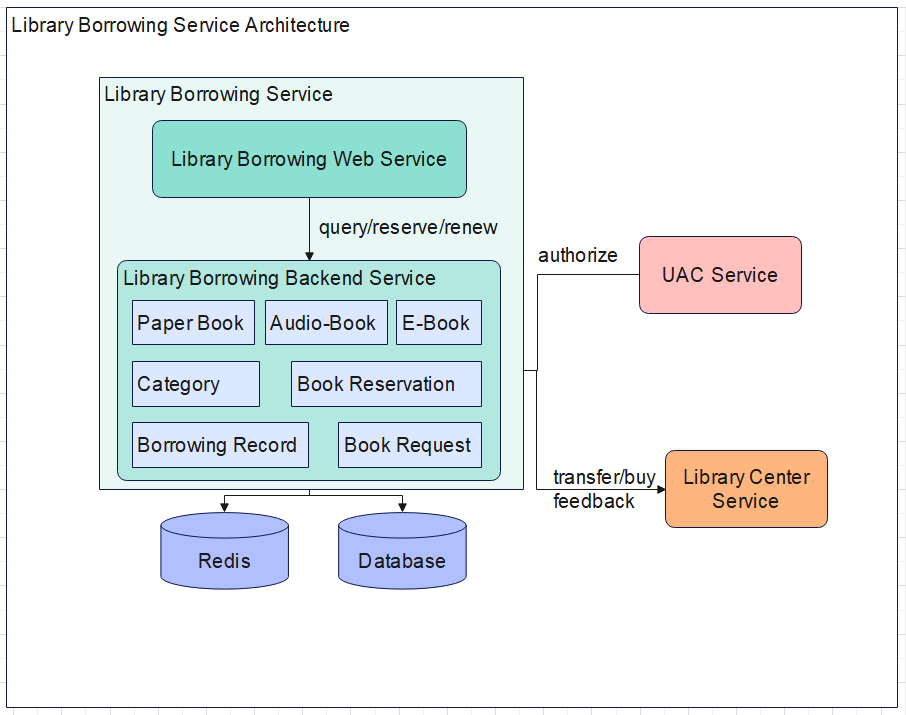 Library Borrowing Service Architecture
Library Borrowing Service
Library Borrowing Web Service
query/reserve/renew
Library Borrowing Backend Service
Paper Book
Audio-Book
E-Book
Category
Book Reservation
Borrowing Record
Book Request
authorize
UAC Service
transfer/buy
feedback
Library Center
Service
Redis
Database